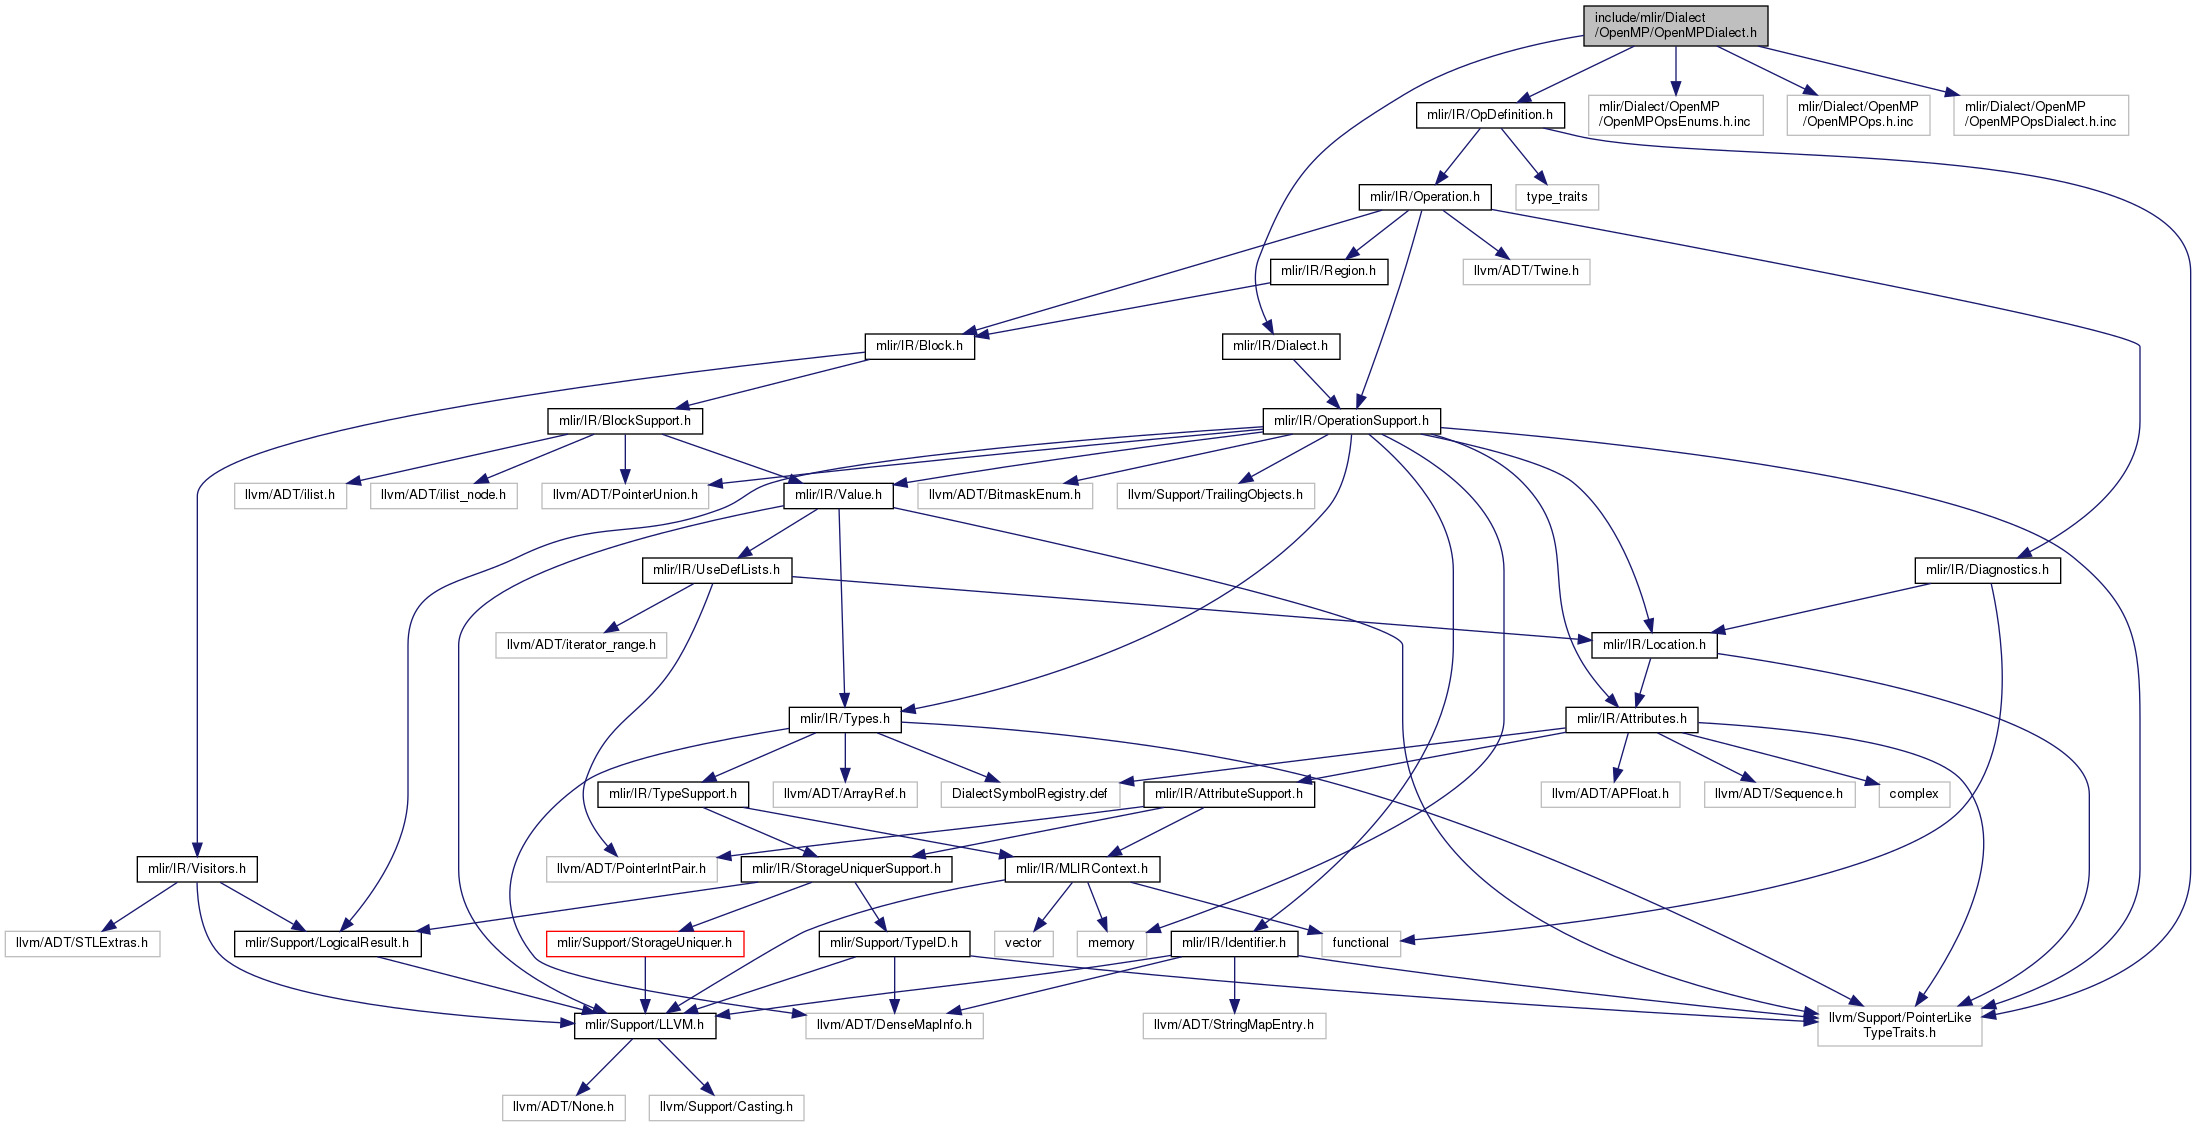 include/mlir/Dialect
/OpenMP/OpenMPDialect.h
mlir/IR/OpDefinition.h
mlir/Dialect/OpenMP
/OpenMPOpsEnums.h.inc
mlir/Dialect/OpenMP
/OpenMPOps.h.inc
mlir/Dialect/OpenMP
/OpenMPOpsDialect.h.inc
mlir/IR/Operation.h
type_traits
mlir/IR/Region.h
llvm/ADT/Twine.h
mlir/IR/Block.h
mlir/IR/Dialect.h
mlir/IR/BlockSupport.h
mlir/IR/OperationSupport.h
llvm/ADT/ilist.h
llvm/ADT/ilist_node.h
llvm/ADT/PointerUnion.h
mlir/IR/Value.h
llvm/ADT/BitmaskEnum.h
llvm/Support/TrailingObjects.h
mlir/IR/UseDefLists.h
mlir/IR/Diagnostics.h
llvm/ADT/iterator_range.h
mlir/IR/Location.h
mlir/IR/Types.h
mlir/IR/Attributes.h
mlir/IR/TypeSupport.h
llvm/ADT/ArrayRef.h
DialectSymbolRegistry.def
mlir/IR/AttributeSupport.h
llvm/ADT/APFloat.h
llvm/ADT/Sequence.h
complex
mlir/IR/Visitors.h
llvm/ADT/PointerIntPair.h
mlir/IR/StorageUniquerSupport.h
mlir/IR/MLIRContext.h
llvm/ADT/STLExtras.h
mlir/Support/LogicalResult.h
mlir/Support/StorageUniquer.h
mlir/Support/TypeID.h
vector
memory
mlir/IR/Identifier.h
functional
mlir/Support/LLVM.h
llvm/ADT/DenseMapInfo.h
llvm/ADT/StringMapEntry.h
llvm/Support/PointerLike
TypeTraits.h
llvm/ADT/None.h
llvm/Support/Casting.h